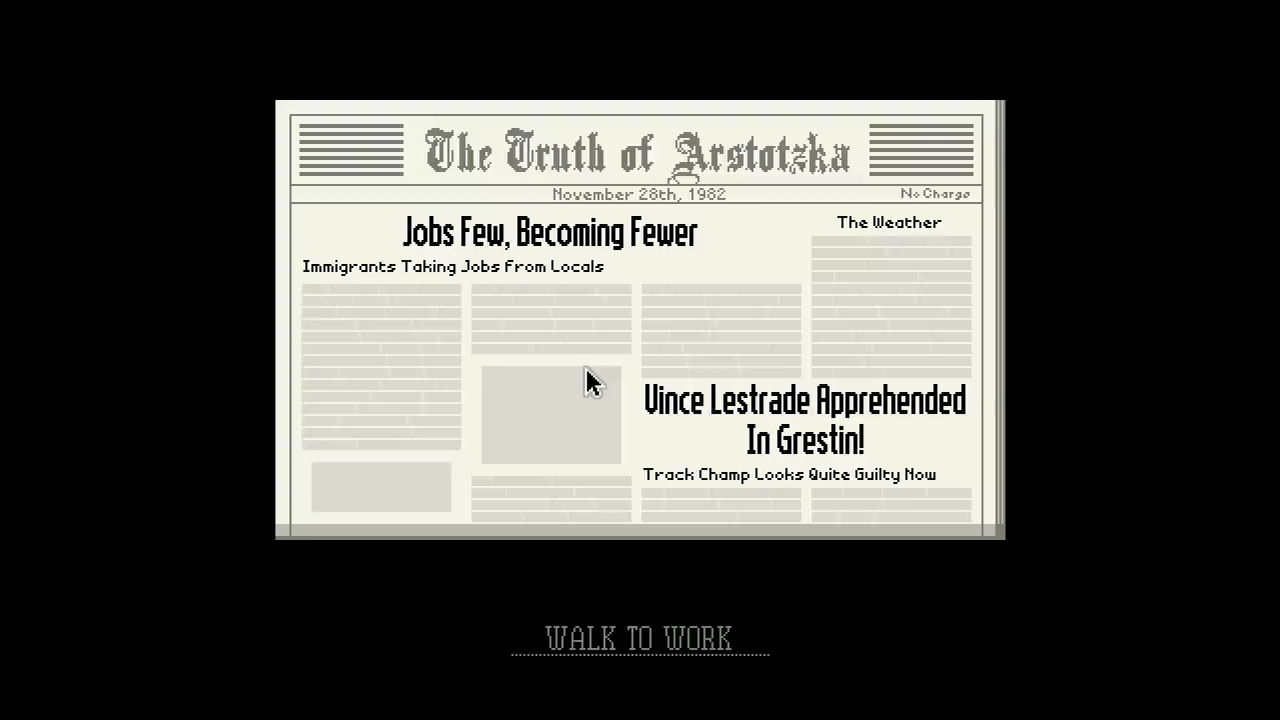 The Truth of Arstotzka
November 28th, 1982
No Charge
Jobs Few, Becoming Fewer
Immigrants Taking Jobs From Locals
The Weather
Vince Lestrade Apprehended
In Grestin!
Track Champ Looks Quite Guilty Now
WALK TO WORK